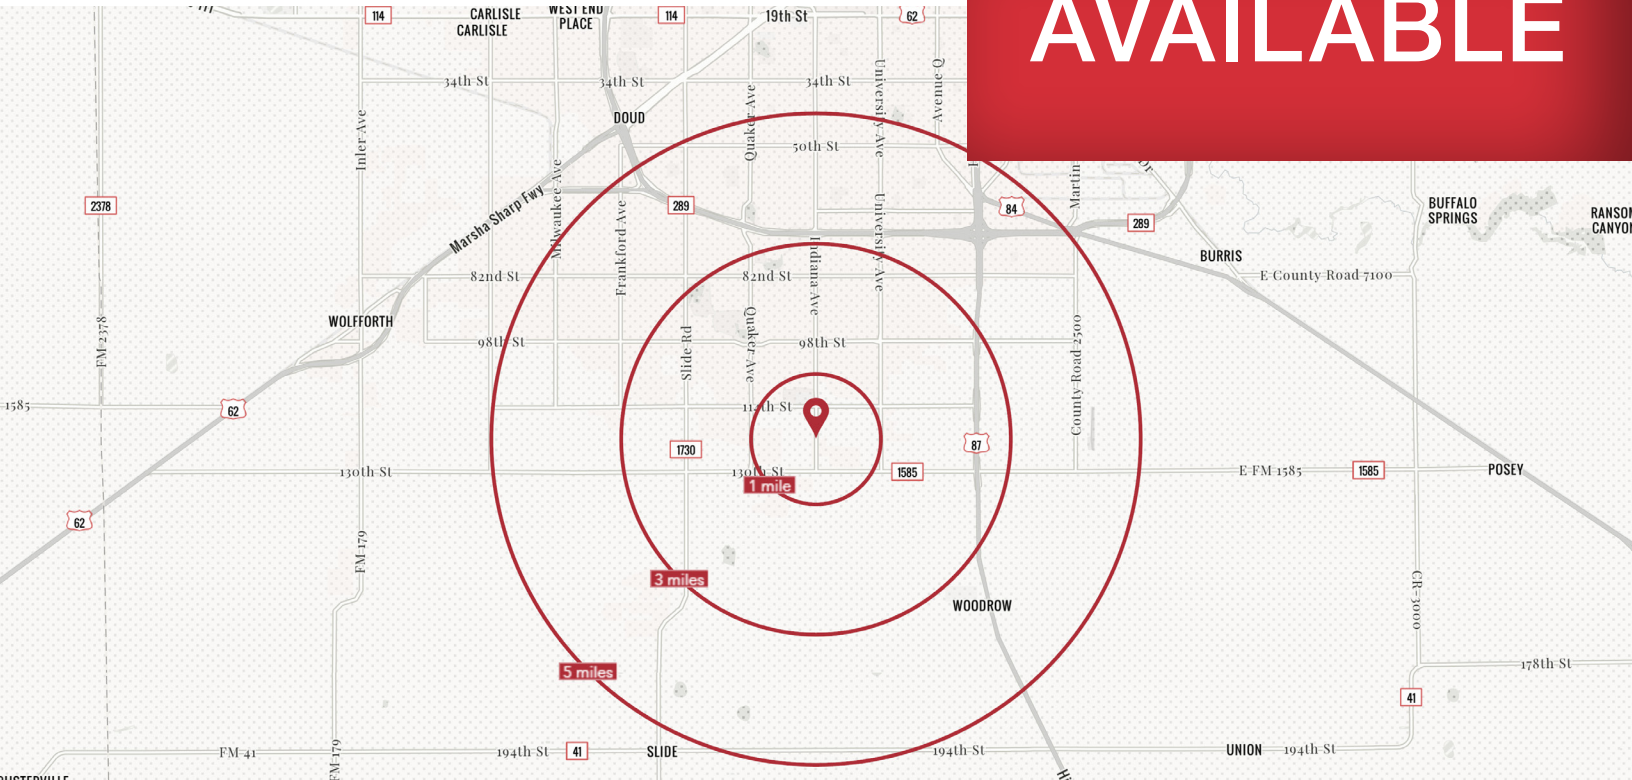 AVAILABLE
114
CARLISLE
CARLISLE
WEST END
PLACE
114
19th St
62
34th St
34th St
34th St
University Ave
Avenue Q
Inler Ave
DOUD
Quaker Ave
50th St
Milwaukee Ave
Marsha Sharp Fwy
2378
289
Frankford Ave
University Ave
84
Martin
Dr
289
BUFFALO
SPRINGS
BURRIS
82nd St
82nd St
Indiana Ave
E County Road 7100
WOLFFORTH
FM 2378
98th St
Slide Rd
Quaker Ave
98th St
County Road 2500
1585
62
114th St
130th St
1730
130th St
1 mile
1585
87
E FM 1585
1585
POSEY
62
FM 179
3 miles
WOODROW
CR-3000
5 miles
178th St
41
FM 41
FM-179
194th St
41
SLIDE
194th St
UNION
194th St